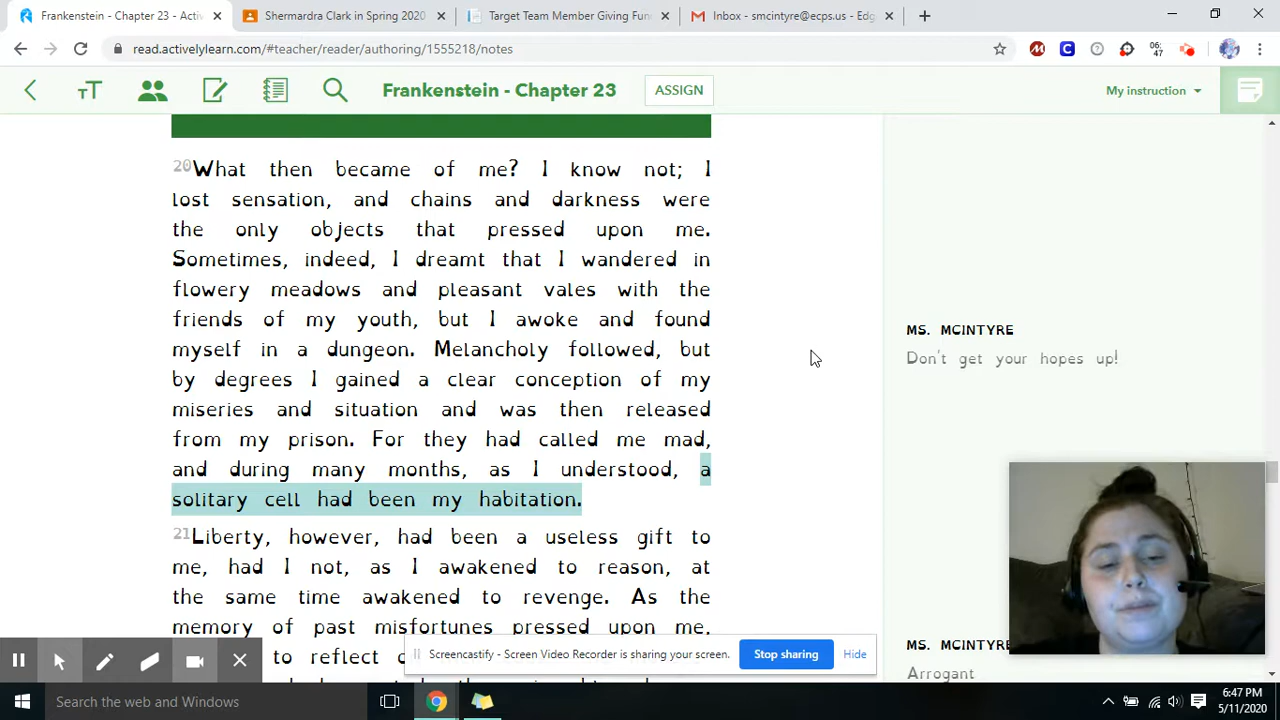 Frankenstein - Chapter 23 - Activ
Shermardra Clark in Spring 2020
Target Team Member Giving Fun
Inbox - smcintyre@ecps.us - Edg
read.activelylearn.com/#teacher/reader/authoring/1555218/notes
06:
47
TT
Frankenstein - Chapter 23
ASSIGN
My instruction
20 What then became of me? I know not; I
lost sensation, and chains and darkness were
the only objects that pressed upon me.
Sometimes, indeed, I dreamt that I wandered in
flowery meadows and pleasant vales with the
friends of my youth, but I awoke and found
myself in a dungeon. Melancholy followed, but
by degrees I gained a clear conception of my
miseries and situation and was then released
from my prison. For they had called me mad,
and during many months, as I understood, a
solitary cell had been my habitation.
21 Liberty, however, had been a useless gift to
me, had I not, as I awakened to reason, at
the same time awakened to revenge. As the
memory of past misfortunes pressed upon me,
to reflect
MS. MCINTYRE
Don't get your hopes up!
MS. MCINTYRE
Arrogant
Screencastify - Screen Video Recorder is sharing your screen.
Stop sharing
Hide
Search the web and Windows
6:47 PM
5/11/2020